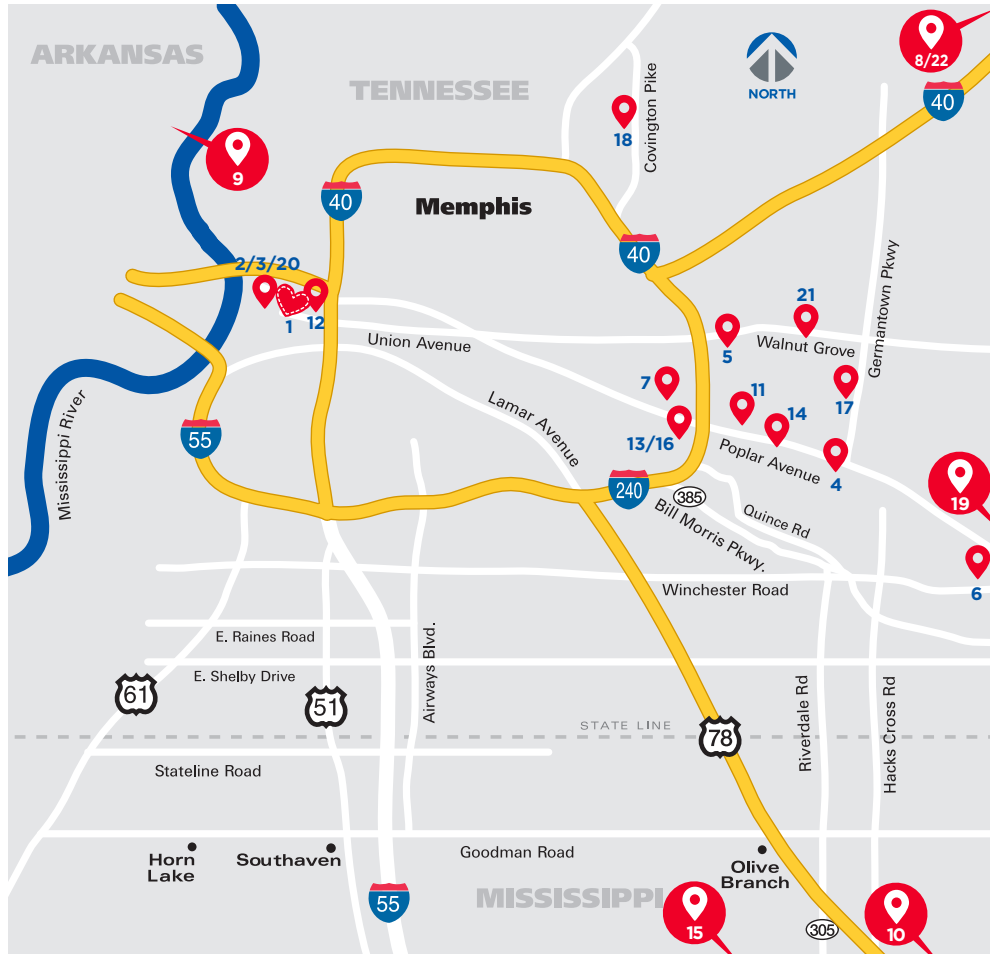 ARKANSAS
TENNESSEE
NORTH
8/22
40
Covington Pike
18
9
40
Memphis
40
Germantown Pkwy
2/3/20
1
12
21
5
Walnut Grove
Union Avenue
7
11
17
Lamar Avenue
14
13/16
55
Mississippi River
Poplar Avenue
4
240
385
19
Quince Rd
Bill Morris Pkwy.
6
Winchester Road
E. Raines Road
Airways Blvd.
E. Shelby Drive
61
51
Riverdale Rd
Hacks Cross Rd
STATE LINE
78
Stateline Road
Horn
Lake
Southaven
Goodman Road
Olive
Branch
MISSISSIPPI
55
15
305
10